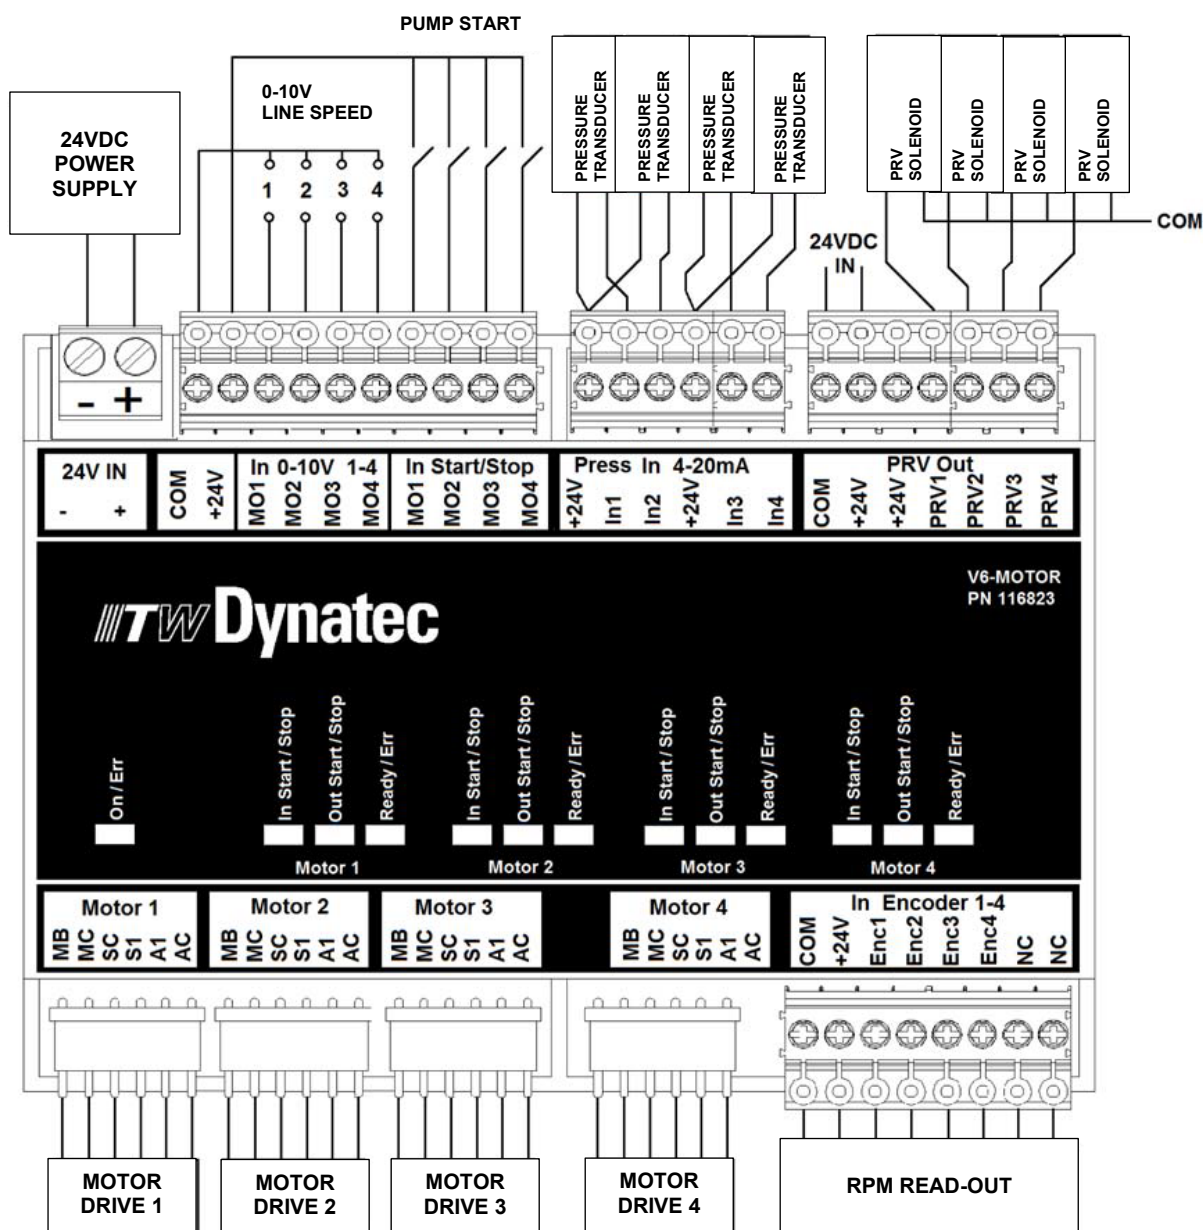 PUMP START
0-10V
LINE SPEED
24VDC
POWER
SUPPLY
1 2 3 4
PRESSURE
TRANSDUCER
PRESSURE
TRANSDUCER
PRESSURE
TRANSDUCER
PRESSURE
TRANSDUCER
PRV
SOLENOID
PRV
SOLENOID
PRV
SOLENOID
PRV
SOLENOID
COM
24VDC
IN
- +
24V IN
- +
COM +24V
In 0-10V 1-4
MO1 MO2 MO3 MO4
In Start/Stop
MO1 MO2 MO3 MO4
Press In 4-20mA
+24V In1 In2 +24V In3 In4
PRV Out
COM +24V +24V PRV1 PRV2 PRV3 PRV4
V6-MOTOR
PN 116823
ITW Dynatec
On / Err
In Start / Stop Out Start / Stop Ready / Err
Motor 1
In Start / Stop Out Start / Stop Ready / Err
Motor 2
In Start / Stop Out Start / Stop Ready / Err
Motor 3
In Start / Stop Out Start / Stop Ready / Err
Motor 4
Motor 1
MB MC SC S1 A1 AC
Motor 2
MB MC SC S1 A1 AC
Motor 3
MB MC SC S1 A1 AC
Motor 4
MB MC SC S1 A1 AC
In Encoder 1-4
COM +24V Enc1 Enc2 Enc3 Enc4 NC NC
MOTOR
DRIVE 1
MOTOR
DRIVE 2
MOTOR
DRIVE 3
MOTOR
DRIVE 4
RPM READ-OUT